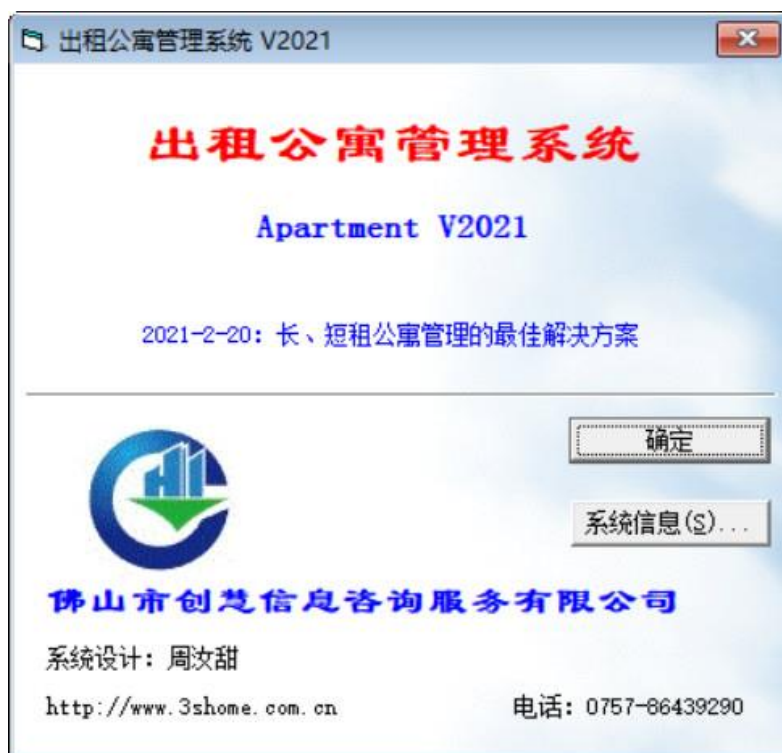 出租公寓管理系统 V2021
出租公寓管理系统
Apartment V2021
2021-2-20：长、短租公寓管理的最佳解决方案
确定
系统信息(S)...
佛山市创慧信息咨询服务有限公司
系统设计：周汝甜
http://www.3shome.com.cn 电话：0757-86439290